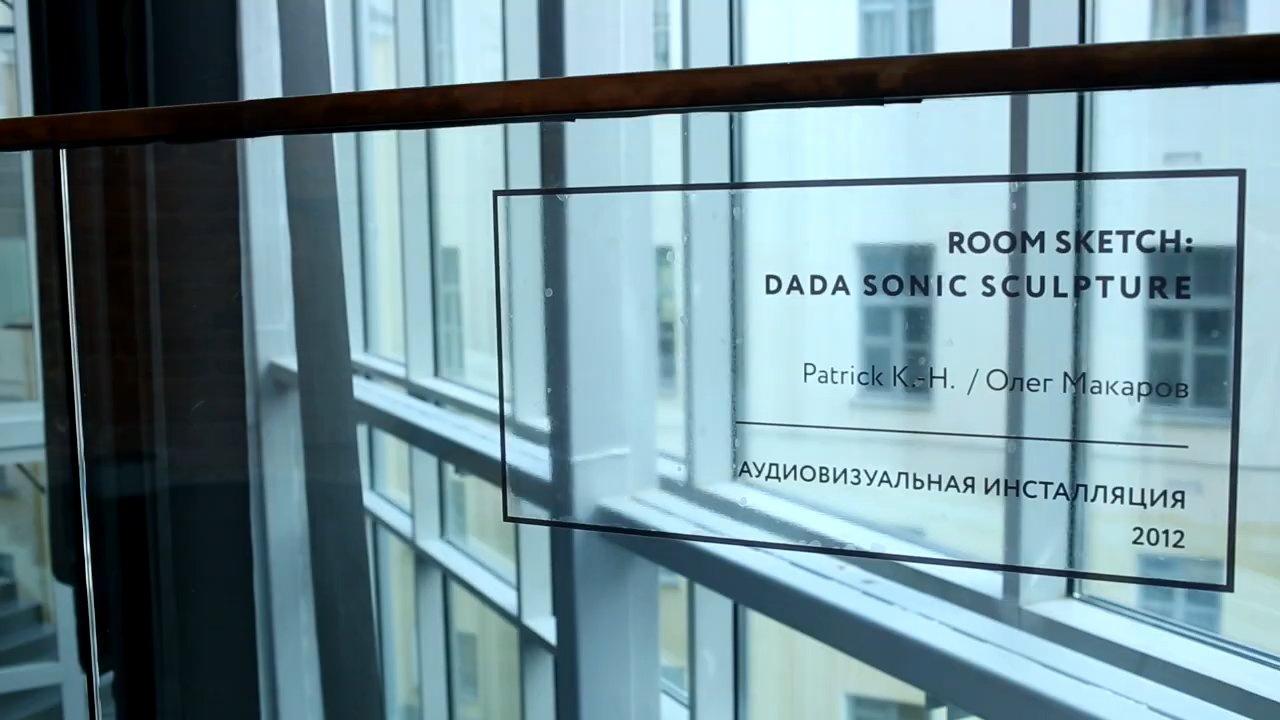 ROOM SKETCH:
DADA SONIC SCULPTURE
Patrick K.-H. / Олег Макаров
АУДИОВИЗУАЛЬНАЯ ИНСТАЛЛЯЦИЯ
2012